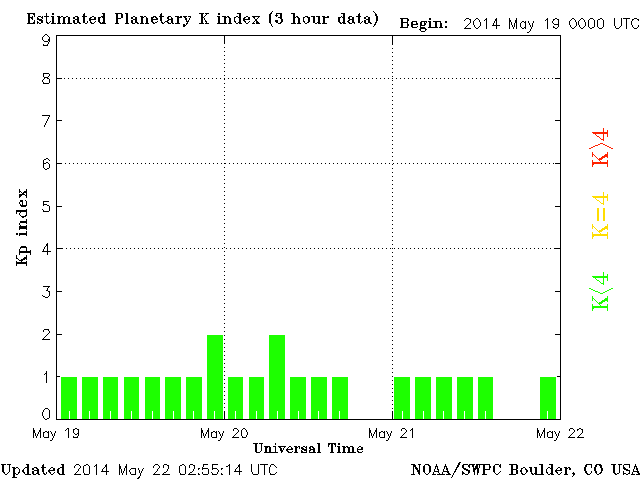 Estimated Planetary K index (3 hour data)
Begin: 2014 May 19 0000 UTC
9
8
7
6
5
4
3
2
1
0
Kp index
K>4
K=4
K<4
May 19
May 20
May 21
May 22
Universal Time
Updated 2014 May 22 02:55:14 UTC
NOAA/SWPC Boulder, CO USA